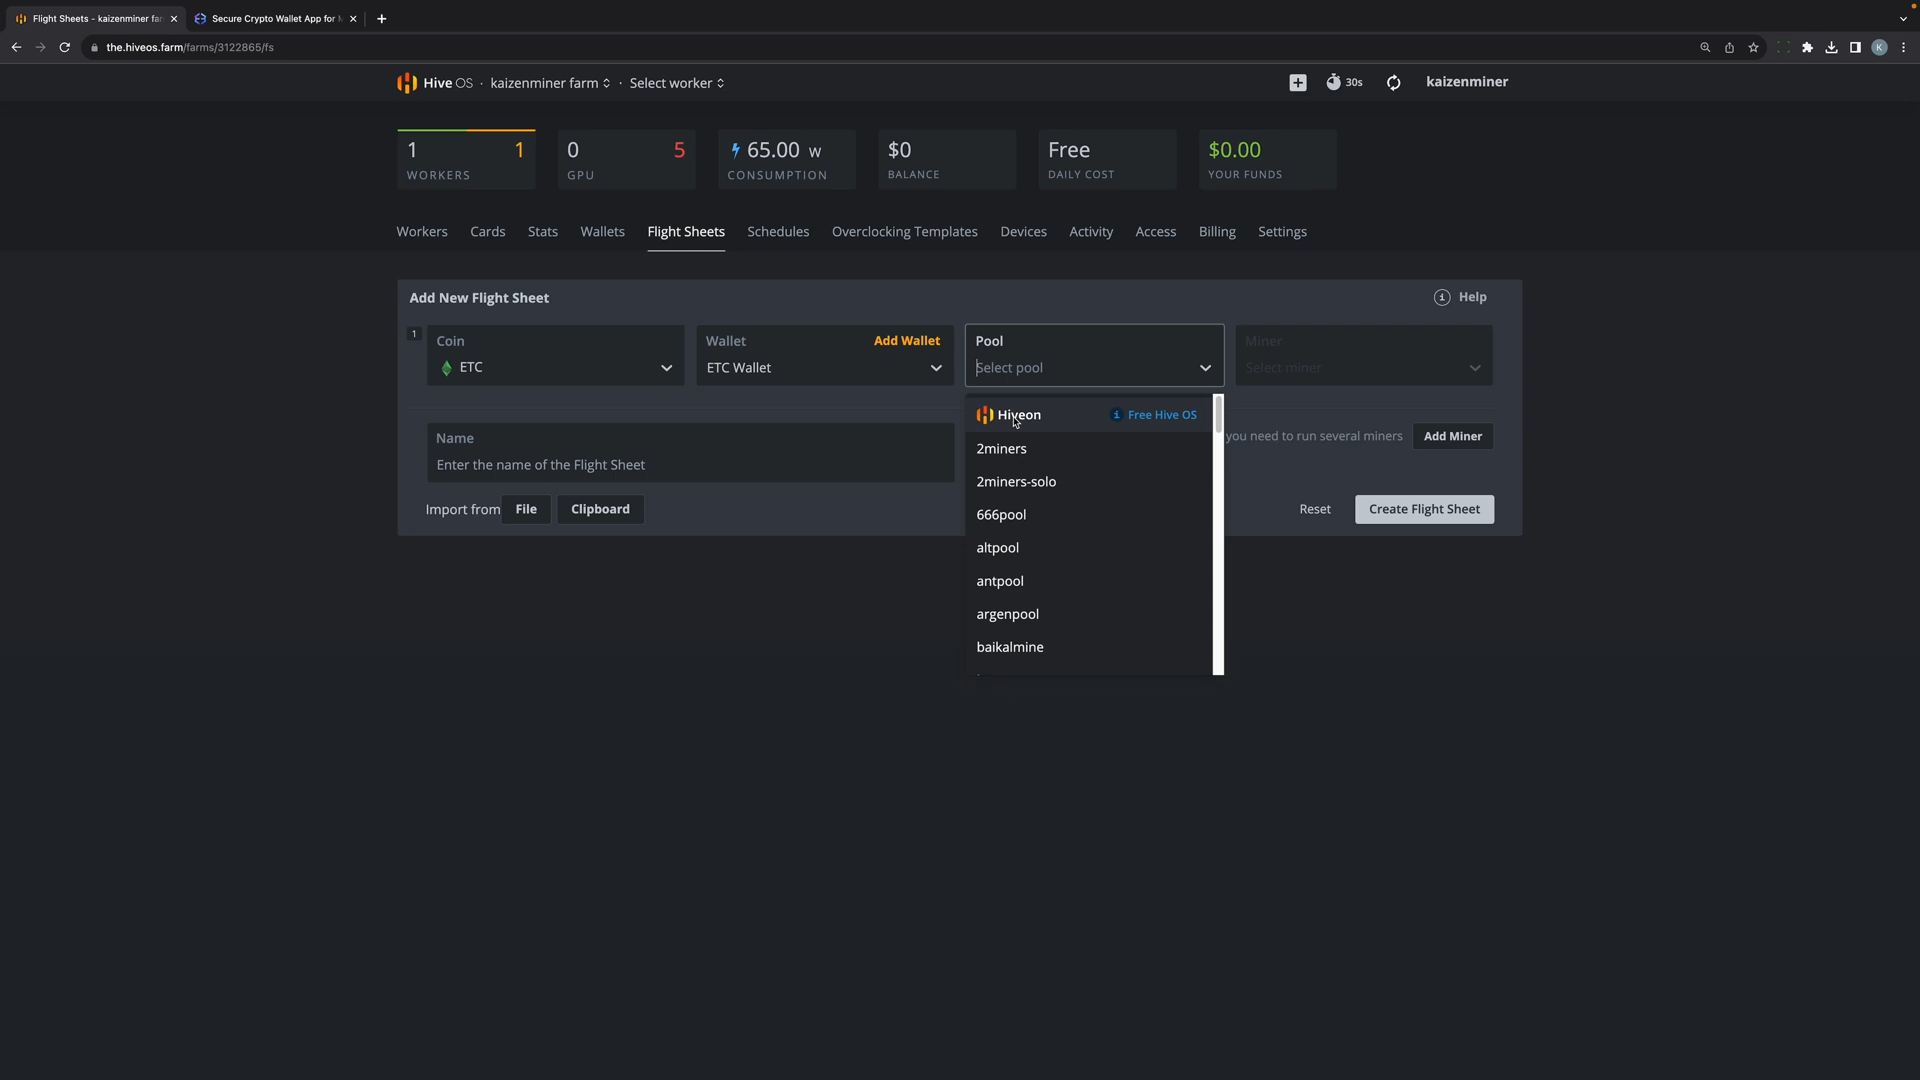 Flight Sheets - kaizenminer far
Secure Crypto Wallet App for
the.hiveos.farm/farms/3122865/fs
K
Hive OS · kaizenminer farm · Select worker
30s
kaizenminer
1 1
WORKERS
0 5
GPU
65.00 W
CONSUMPTION
$0
BALANCE
Free
DAILY COST
$0.00
YOUR FUNDS
Workers Cards Stats Wallets Flight Sheets Schedules Overclocking Templates Devices Activity Access Billing Settings
Add New Flight Sheet
Help
1
Coin
ETC
Wallet Add Wallet
ETC Wallet
Pool
Select pool
Miner
Select miner
Hiveon Free Hive OS
2miners
2miners-solo
666pool
altpool
antpool
argenpool
baikalmine
Name
Enter the name of the Flight Sheet
you need to run several miners
Add Miner
Import from File Clipboard
Reset
Create Flight Sheet